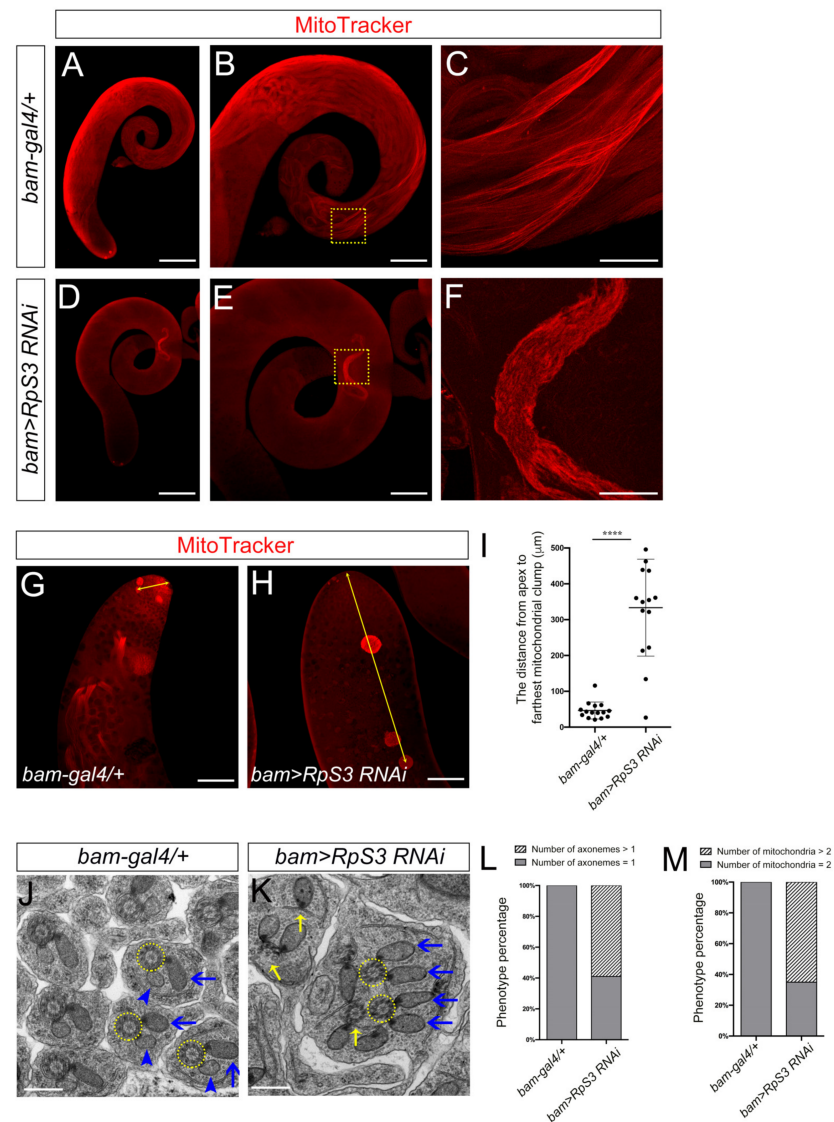 MitoTracker
bam-gal4/+
A
B
C
bam>RpS3 RNAi
D
E
F
MitoTracker
G
bam-gal4/+
H
bam>RpS3 RNAi
I
****
The distance from apex to
farthest mitochondrial clump (μm)
500
400
300
200
100
0
bam-gal4/+
bam>RpS3 RNAi
bam-gal4/+
J
bam>RpS3 RNAi
K
L
Number of axonemes > 1
Number of axonemes = 1
Phenotype percentage
100%
80%
60%
40%
20%
0%
bam-gal4/+
bam>RpS3 RNAi
M
Number of mitochondria > 2
Number of mitochondria = 2
Phenotype percentage
100%
80%
60%
40%
20%
0%
bam-gal4/+
bam>RpS3 RNAi